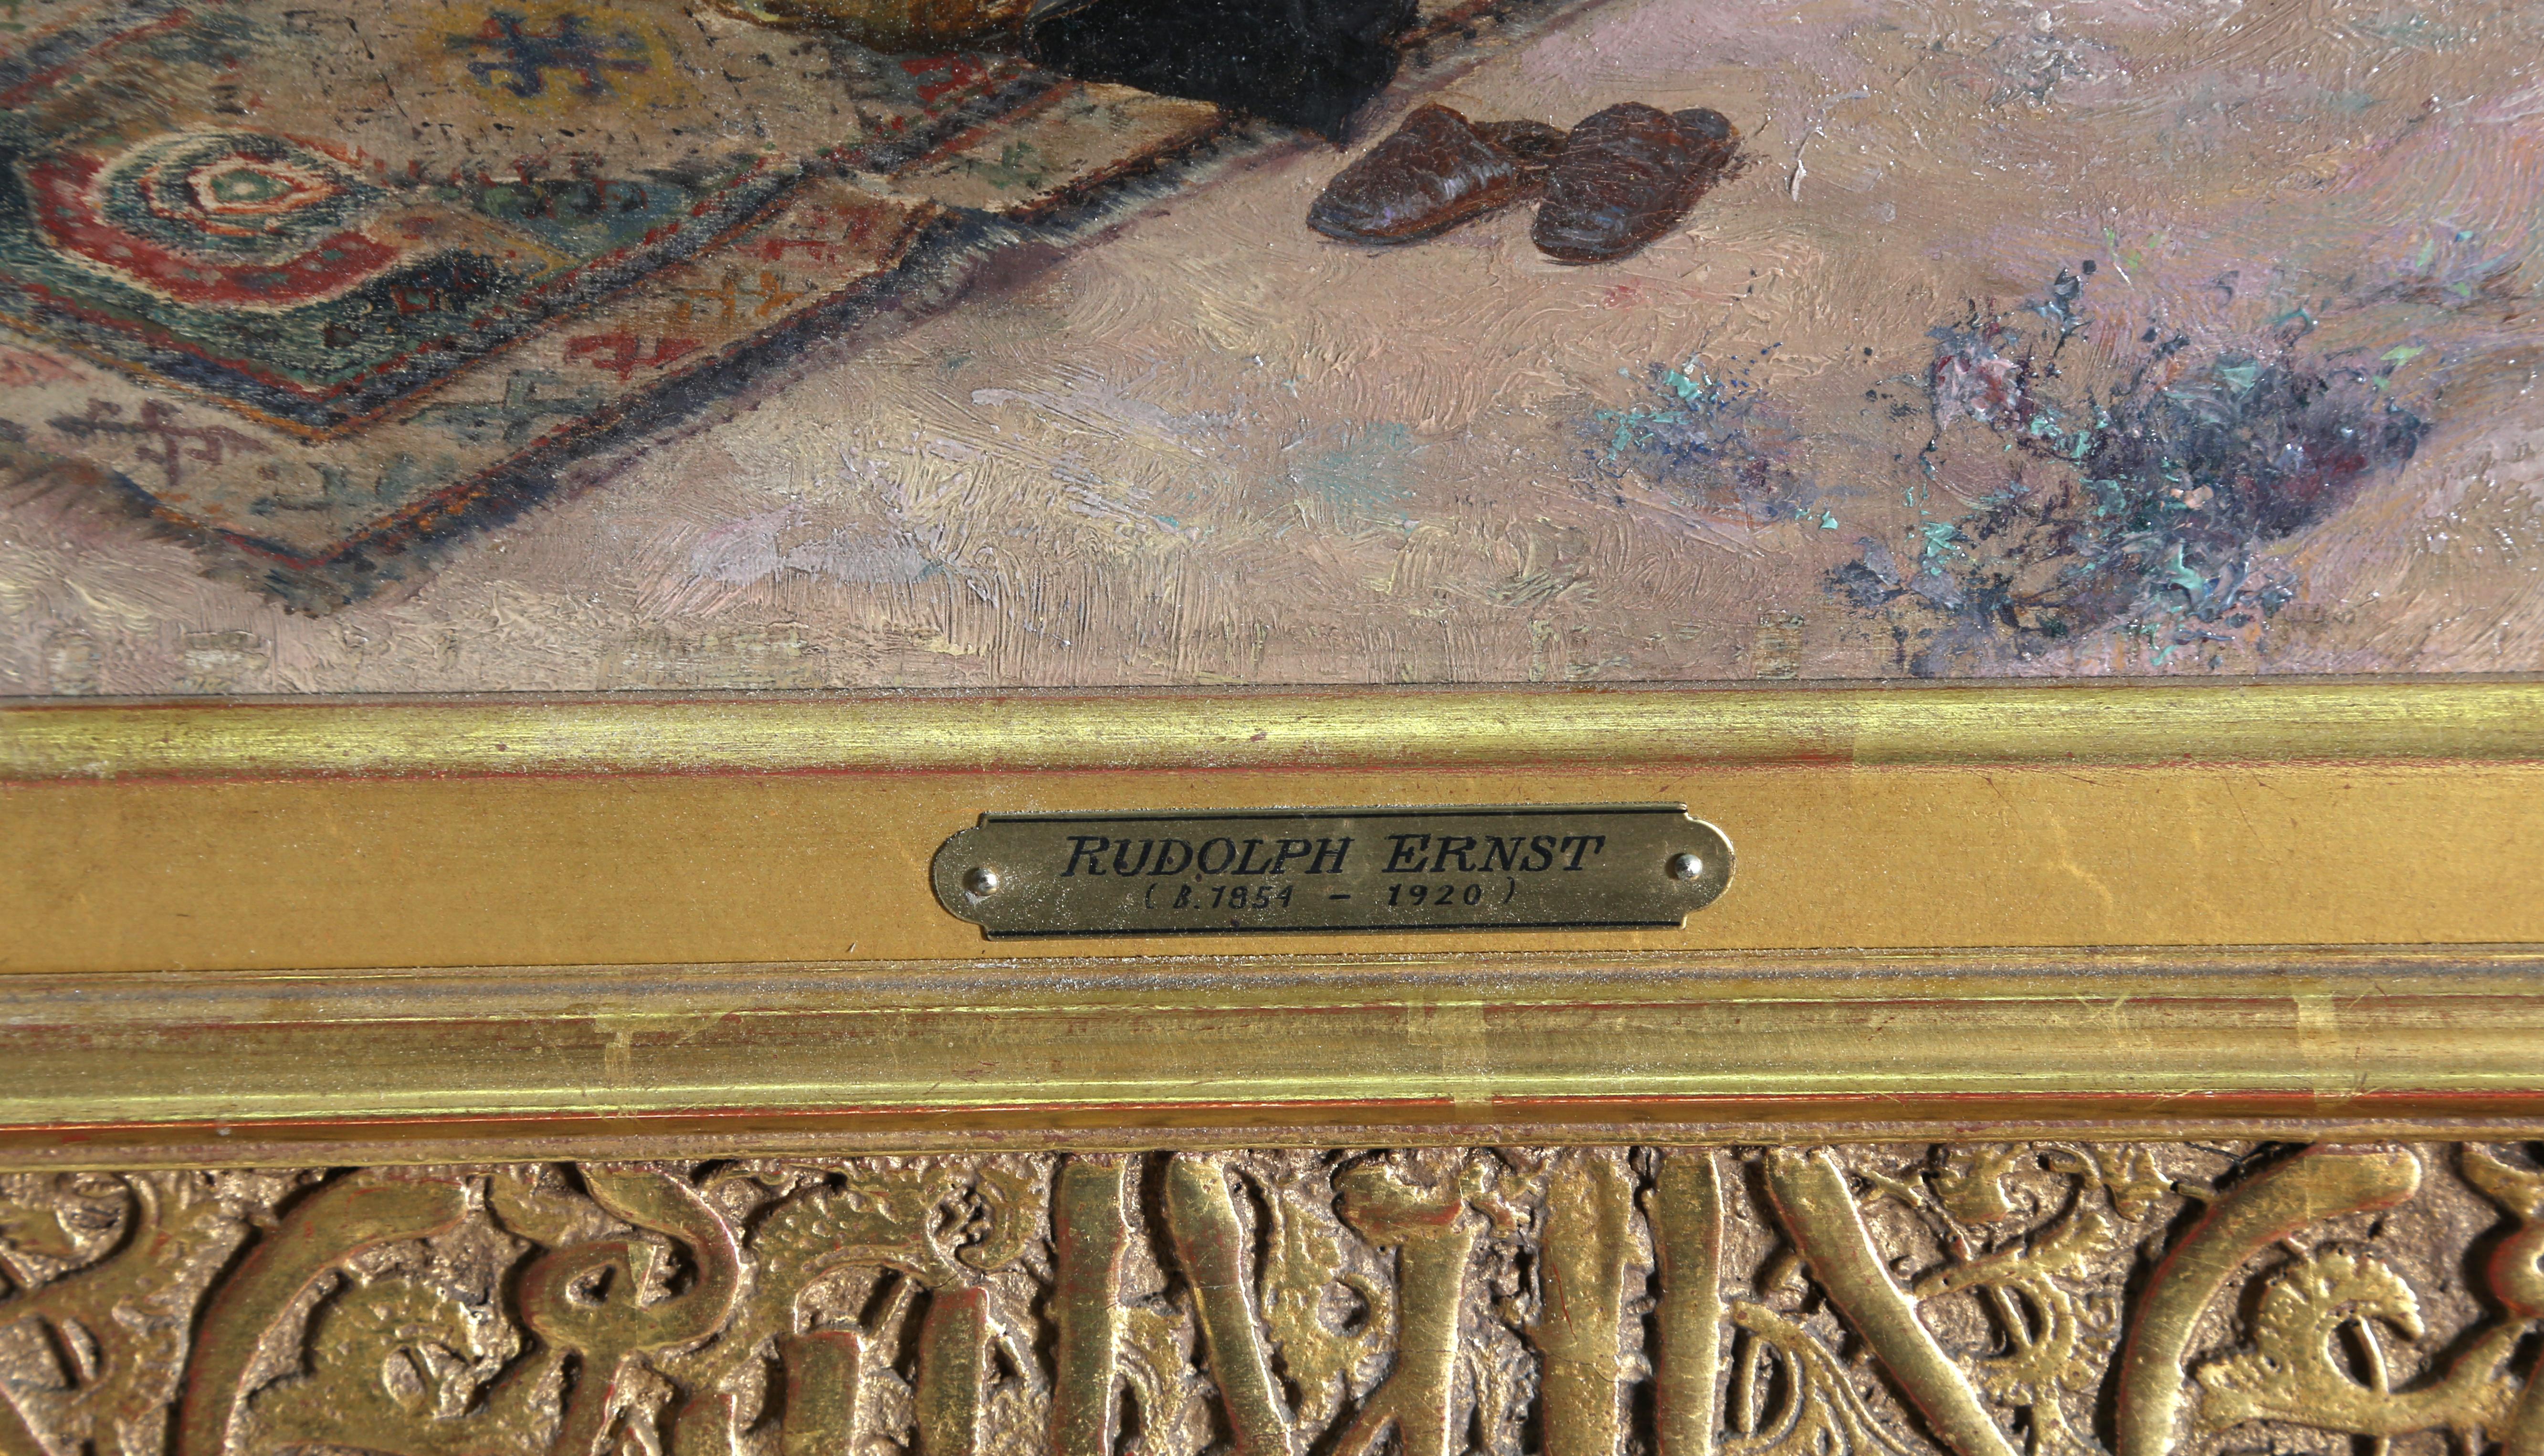 RUDOLPH ERNST
(B. 1854 – 1920)